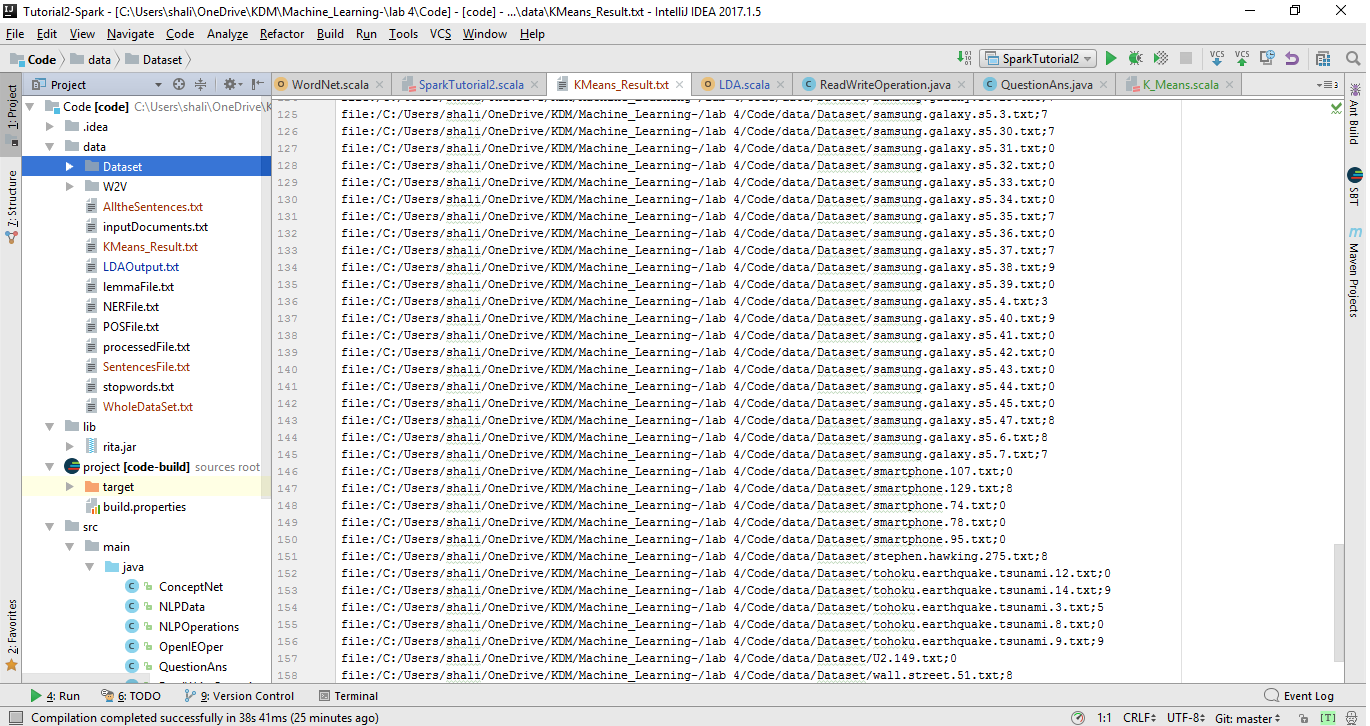 Tutorial2-Spark - [C:\Users\shali\OneDrive\KDM\Machine_Learning-\lab 4\Code] - [code] - ...\data\KMeans_Result.txt - IntelliJ IDEA 2017.1.5
File Edit View Navigate Code Analyze Refactor Build Run Tools VCS Window Help
Code data Dataset SparkTutorial2 VCS VCS
Project WordNet.scala SparkTutorial2.scala KMeans_Result.txt LDA.scala ReadWriteOperation.java QuestionAns.java K_Means.scala
1: Project
7: Structure
2: Favorites
Code [code] C:\Users\shali\OneDrive\K
.idea
data
Dataset
W2V
AlltheSentences.txt
inputDocuments.txt
KMeans_Result.txt
LDAOutput.txt
lemmaFile.txt
NERFile.txt
POSFile.txt
processedFile.txt
SentencesFile.txt
stopwords.txt
WholeDataSet.txt
lib
rita.jar
project [code-build] sources root
target
build.properties
src
main
java
ConceptNet
NLPData
NLPOperations
OpenIEOper
QuestionAns
125 file:/C:/Users/shali/OneDrive/KDM/Machine_Learning-/lab 4/Code/data/Dataset/samsung.galaxy.s5.3.txt;7
126 file:/C:/Users/shali/OneDrive/KDM/Machine_Learning-/lab 4/Code/data/Dataset/samsung.galaxy.s5.30.txt;7
127 file:/C:/Users/shali/OneDrive/KDM/Machine_Learning-/lab 4/Code/data/Dataset/samsung.galaxy.s5.31.txt;0
128 file:/C:/Users/shali/OneDrive/KDM/Machine_Learning-/lab 4/Code/data/Dataset/samsung.galaxy.s5.32.txt;0
129 file:/C:/Users/shali/OneDrive/KDM/Machine_Learning-/lab 4/Code/data/Dataset/samsung.galaxy.s5.33.txt;0
130 file:/C:/Users/shali/OneDrive/KDM/Machine_Learning-/lab 4/Code/data/Dataset/samsung.galaxy.s5.34.txt;0
131 file:/C:/Users/shali/OneDrive/KDM/Machine_Learning-/lab 4/Code/data/Dataset/samsung.galaxy.s5.35.txt;7
132 file:/C:/Users/shali/OneDrive/KDM/Machine_Learning-/lab 4/Code/data/Dataset/samsung.galaxy.s5.36.txt;0
133 file:/C:/Users/shali/OneDrive/KDM/Machine_Learning-/lab 4/Code/data/Dataset/samsung.galaxy.s5.37.txt;7
134 file:/C:/Users/shali/OneDrive/KDM/Machine_Learning-/lab 4/Code/data/Dataset/samsung.galaxy.s5.38.txt;9
135 file:/C:/Users/shali/OneDrive/KDM/Machine_Learning-/lab 4/Code/data/Dataset/samsung.galaxy.s5.39.txt;0
136 file:/C:/Users/shali/OneDrive/KDM/Machine_Learning-/lab 4/Code/data/Dataset/samsung.galaxy.s5.4.txt;3
137 file:/C:/Users/shali/OneDrive/KDM/Machine_Learning-/lab 4/Code/data/Dataset/samsung.galaxy.s5.40.txt;9
138 file:/C:/Users/shali/OneDrive/KDM/Machine_Learning-/lab 4/Code/data/Dataset/samsung.galaxy.s5.41.txt;0
139 file:/C:/Users/shali/OneDrive/KDM/Machine_Learning-/lab 4/Code/data/Dataset/samsung.galaxy.s5.42.txt;0
140 file:/C:/Users/shali/OneDrive/KDM/Machine_Learning-/lab 4/Code/data/Dataset/samsung.galaxy.s5.43.txt;0
141 file:/C:/Users/shali/OneDrive/KDM/Machine_Learning-/lab 4/Code/data/Dataset/samsung.galaxy.s5.44.txt;0
142 file:/C:/Users/shali/OneDrive/KDM/Machine_Learning-/lab 4/Code/data/Dataset/samsung.galaxy.s5.45.txt;0
143 file:/C:/Users/shali/OneDrive/KDM/Machine_Learning-/lab 4/Code/data/Dataset/samsung.galaxy.s5.47.txt;8
144 file:/C:/Users/shali/OneDrive/KDM/Machine_Learning-/lab 4/Code/data/Dataset/samsung.galaxy.s5.6.txt;8
145 file:/C:/Users/shali/OneDrive/KDM/Machine_Learning-/lab 4/Code/data/Dataset/samsung.galaxy.s5.7.txt;7
146 file:/C:/Users/shali/OneDrive/KDM/Machine_Learning-/lab 4/Code/data/Dataset/smartphone.107.txt;0
147 file:/C:/Users/shali/OneDrive/KDM/Machine_Learning-/lab 4/Code/data/Dataset/smartphone.129.txt;8
148 file:/C:/Users/shali/OneDrive/KDM/Machine_Learning-/lab 4/Code/data/Dataset/smartphone.74.txt;0
149 file:/C:/Users/shali/OneDrive/KDM/Machine_Learning-/lab 4/Code/data/Dataset/smartphone.78.txt;0
150 file:/C:/Users/shali/OneDrive/KDM/Machine_Learning-/lab 4/Code/data/Dataset/smartphone.95.txt;0
151 file:/C:/Users/shali/OneDrive/KDM/Machine_Learning-/lab 4/Code/data/Dataset/stephen.hawking.275.txt;8
152 file:/C:/Users/shali/OneDrive/KDM/Machine_Learning-/lab 4/Code/data/Dataset/tohoku.earthquake.tsunami.12.txt;0
153 file:/C:/Users/shali/OneDrive/KDM/Machine_Learning-/lab 4/Code/data/Dataset/tohoku.earthquake.tsunami.14.txt;9
154 file:/C:/Users/shali/OneDrive/KDM/Machine_Learning-/lab 4/Code/data/Dataset/tohoku.earthquake.tsunami.3.txt;5
155 file:/C:/Users/shali/OneDrive/KDM/Machine_Learning-/lab 4/Code/data/Dataset/tohoku.earthquake.tsunami.8.txt;0
156 file:/C:/Users/shali/OneDrive/KDM/Machine_Learning-/lab 4/Code/data/Dataset/tohoku.earthquake.tsunami.9.txt;9
157 file:/C:/Users/shali/OneDrive/KDM/Machine_Learning-/lab 4/Code/data/Dataset/U2.149.txt;0
158 file:/C:/Users/shali/OneDrive/KDM/Machine_Learning-/lab 4/Code/data/Dataset/wall.street.51.txt;8
Ant Build
SBT
Maven Projects
4: Run 6: TODO 9: Version Control Terminal Event Log
Compilation completed successfully in 38s 41ms (25 minutes ago) 1:1 CRLF UTF-8 Git: master [T]